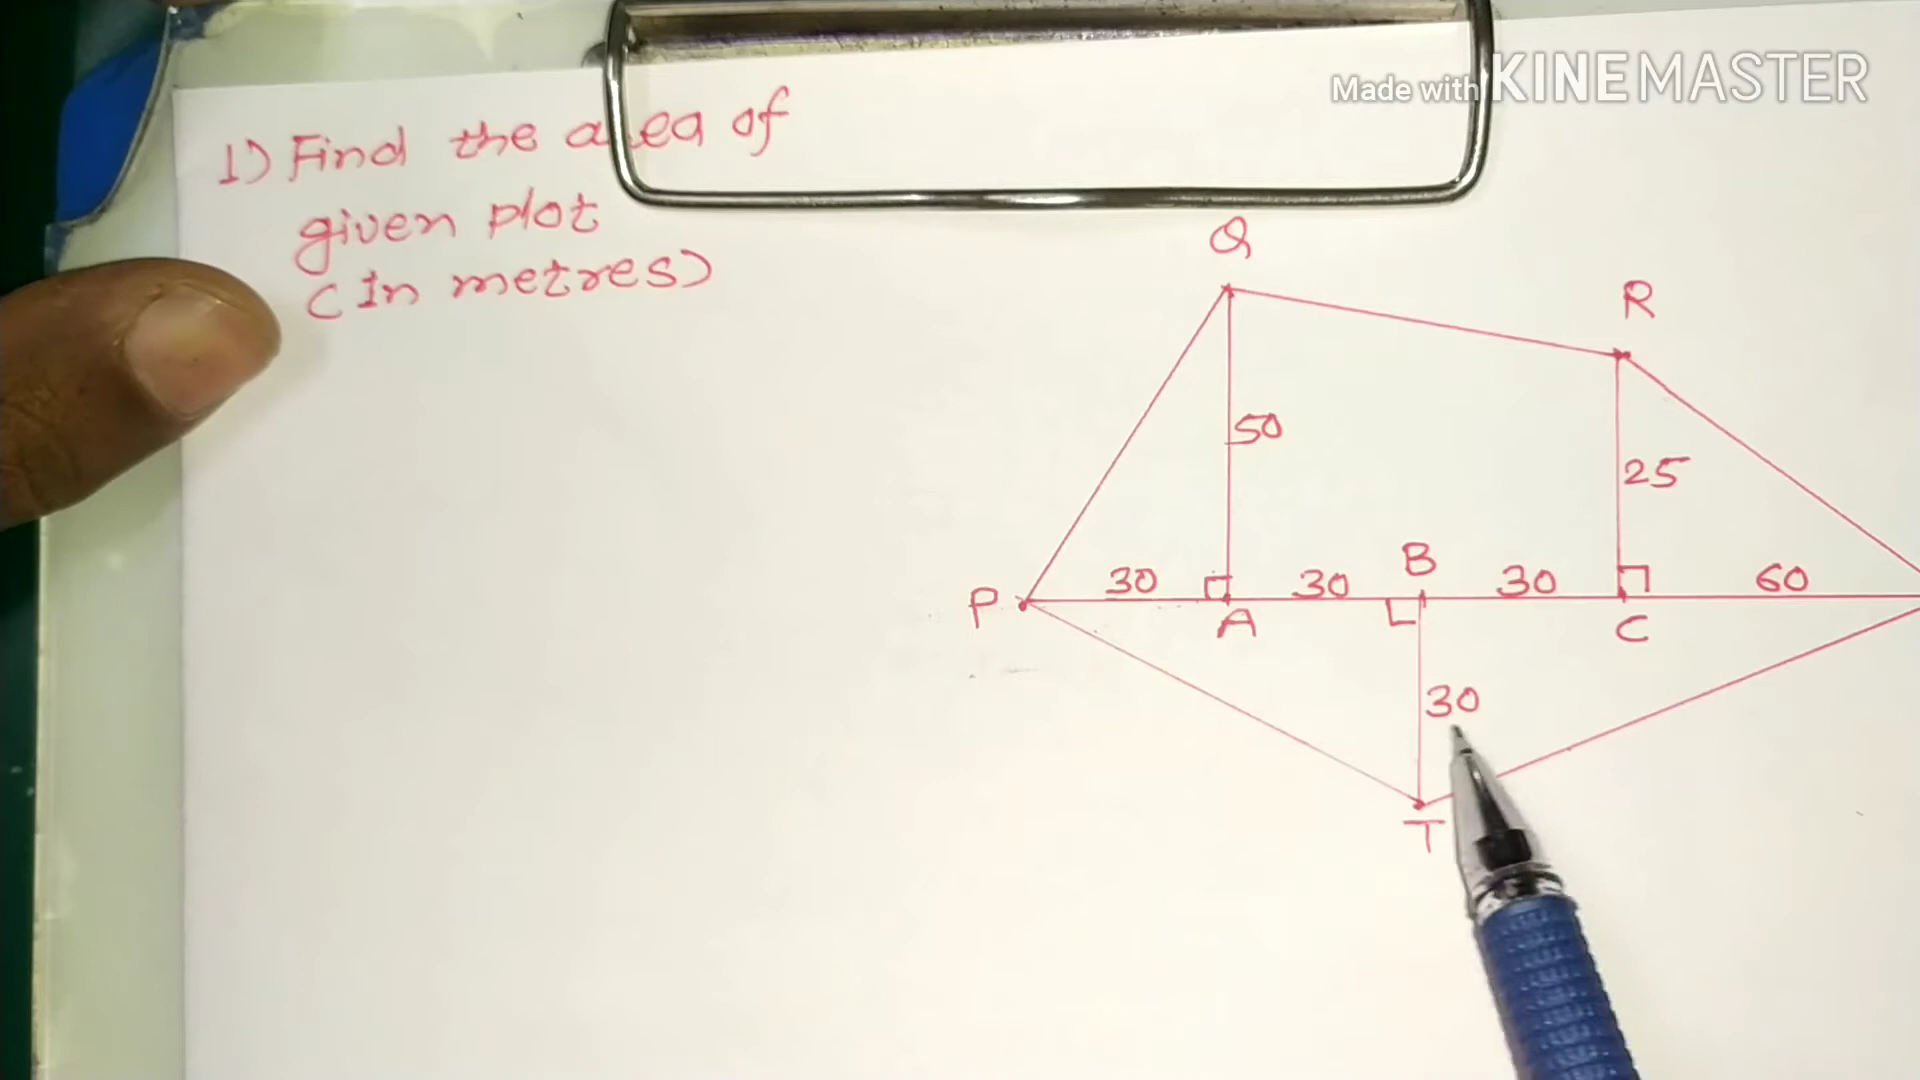 Made with KINEMASTER
1) Find the area of
given plot
(In metres)
Q
R
50
25
B
P 30 30 30 60
A C
30
T